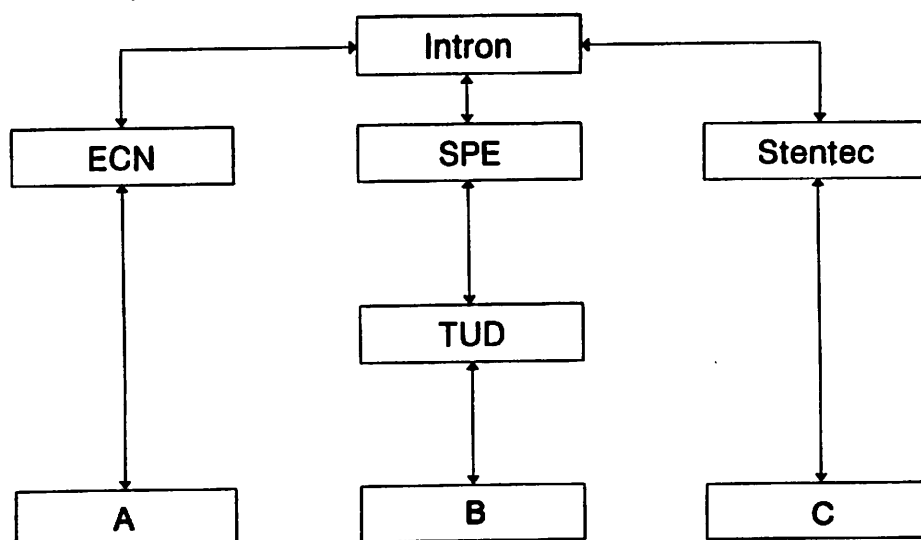 Intron
ECN
SPE
Stentec
TUD
A
B
C